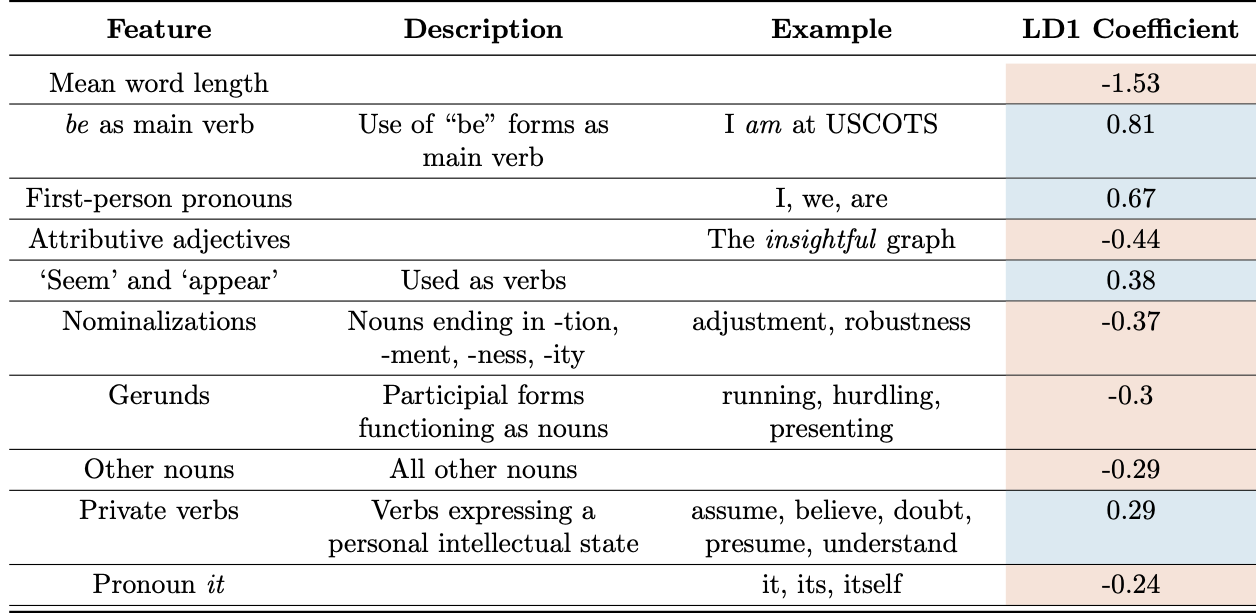 Feature Description Example LD1 Coefficient
Mean word length -1.53
be as main verb Use of “be” forms as I am at USCOTS 0.81
main verb
First-person pronouns I, we, are 0.67
Attributive adjectives The insightful graph -0.44
‘Seem’ and ‘appear’ Used as verbs 0.38
Nominalizations Nouns ending in -tion, adjustment, robustness -0.37
-ment, -ness, -ity
Gerunds Participial forms running, hurdling, -0.3
functioning as nouns presenting
Other nouns All other nouns -0.29
Private verbs Verbs expressing a assume, believe, doubt, 0.29
personal intellectual state presume, understand
Pronoun it it, its, itself -0.24